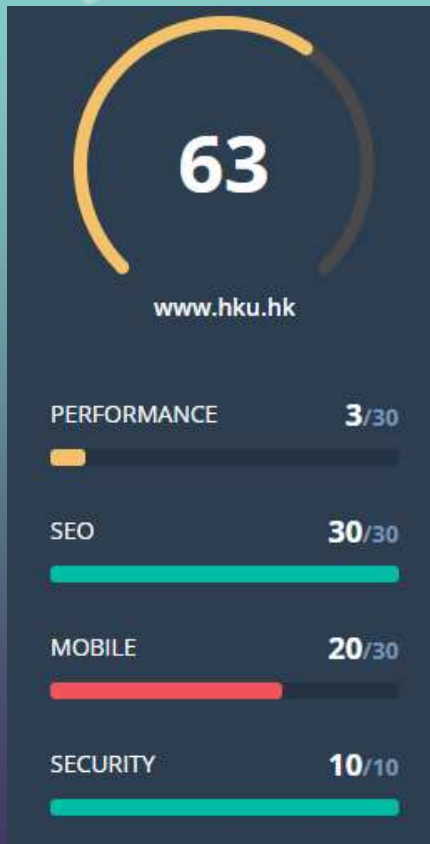 63
www.hku.hk
PERFORMANCE 3/30
SEO 30/30
MOBILE 20/30
SECURITY 10/10